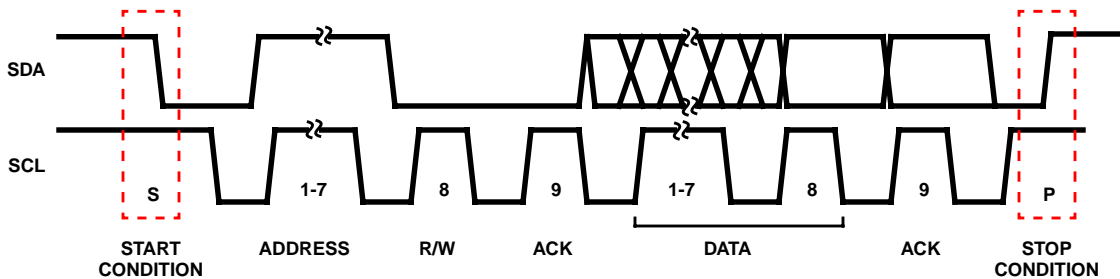 SDA
SCL
S 1-7 8 9 1-7 8 9 P
START CONDITION ADDRESS R/W ACK DATA ACK STOP CONDITION